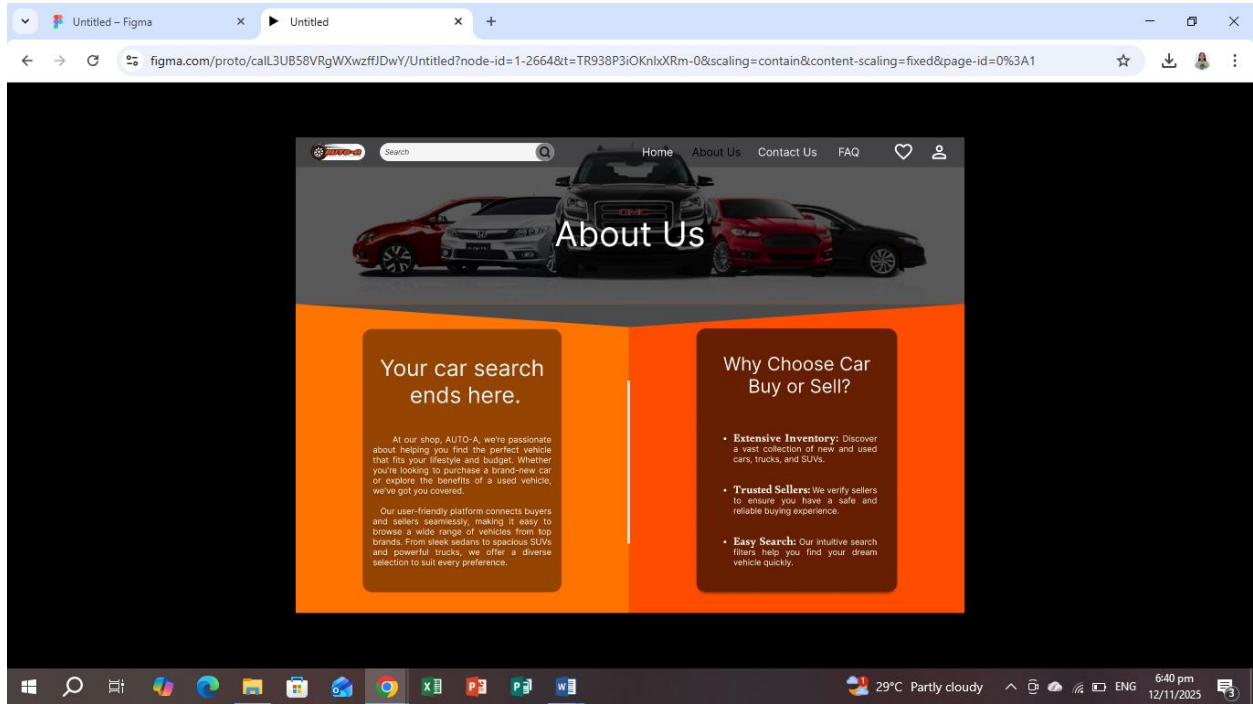 Untitled – Figma
Untitled
figma.com/proto/calL3UB58VRgWXwzffJDwY/Untitled?node-id=1-2664&t=TR938P3iOKnlxXRm-0&scaling=contain&content-scaling=fixed&page-id=0%3A1
AUTO-A
Search
Home About Us Contact Us FAQ
GMC
About Us
Your car search
ends here.
At our shop, AUTO-A, we're passionate
about helping you find the perfect vehicle
that fits your lifestyle and budget. Whether
you're looking to purchase a brand-new car
or explore the benefits of a used vehicle,
we've got you covered.
Our user-friendly platform connects buyers
and sellers seamlessly, making it easy to
browse a wide range of vehicles from top
brands. From sleek sedans to spacious SUVs
and powerful trucks, we offer a diverse
selection to suit every preference.
Why Choose Car
Buy or Sell?
• Extensive Inventory: Discover
a vast collection of new and used
cars, trucks, and SUVs.
• Trusted Sellers: We verify sellers
to ensure you have a safe and
reliable buying experience.
• Easy Search: Our intuitive search
filters help you find your dream
vehicle quickly.
29°C Partly cloudy
ENG
6:40 pm
12/11/2025
3